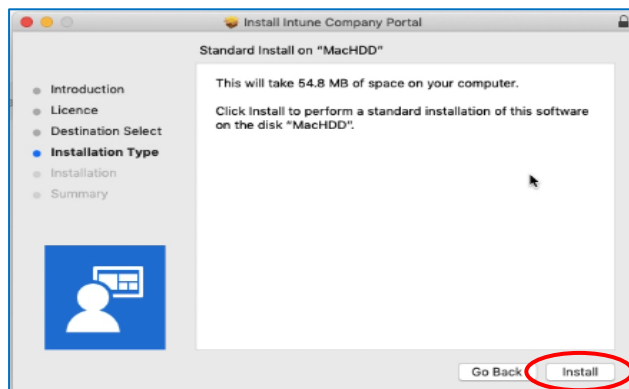 Install Intune Company Portal
Standard Install on "MacHDD"
Introduction
Licence
Destination Select
Installation Type
Installation
Summary
This will take 54.8 MB of space on your computer.
Click Install to perform a standard installation of this software
on the disk "MacHDD".
Go Back
Install